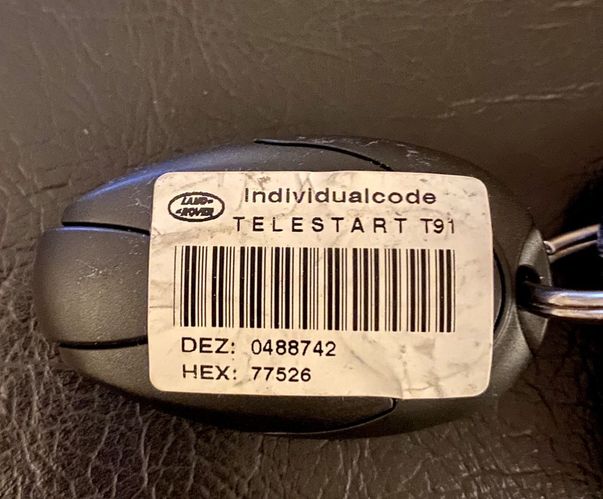 LAND-
-ROVER
Individualcode
TELESTART T91
DEZ: 0488742
HEX: 77526